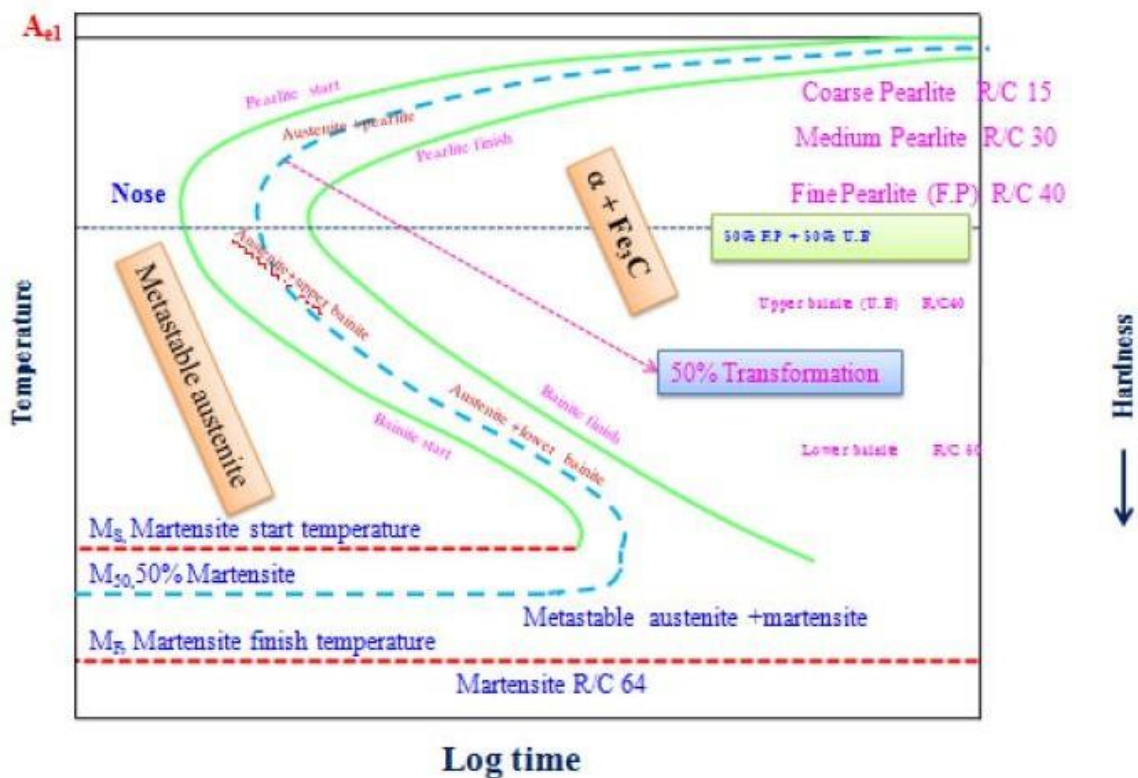 Ae1
Pearlite start
Coarse Pearlite R/C 15
Austenite +pearlite
Medium Pearlite R/C 30
Pearlite finish
Nose
Fine Pearlite (F.P) R/C 40
α + Fe₃C
50% F.P + 50% U.B
Austenite+upper bainite
Upper bainite (U.B) R/C40
Metastable austenite
50% Transformation
Temperature
Hardness
Austenite +lower bainite
Bainite finish
Bainite start
Lower bainite R/C 60
MS, Martensite start temperature
M50,50% Martensite
Metastable austenite +martensite
MF, Martensite finish temperature
Martensite R/C 64
Log time